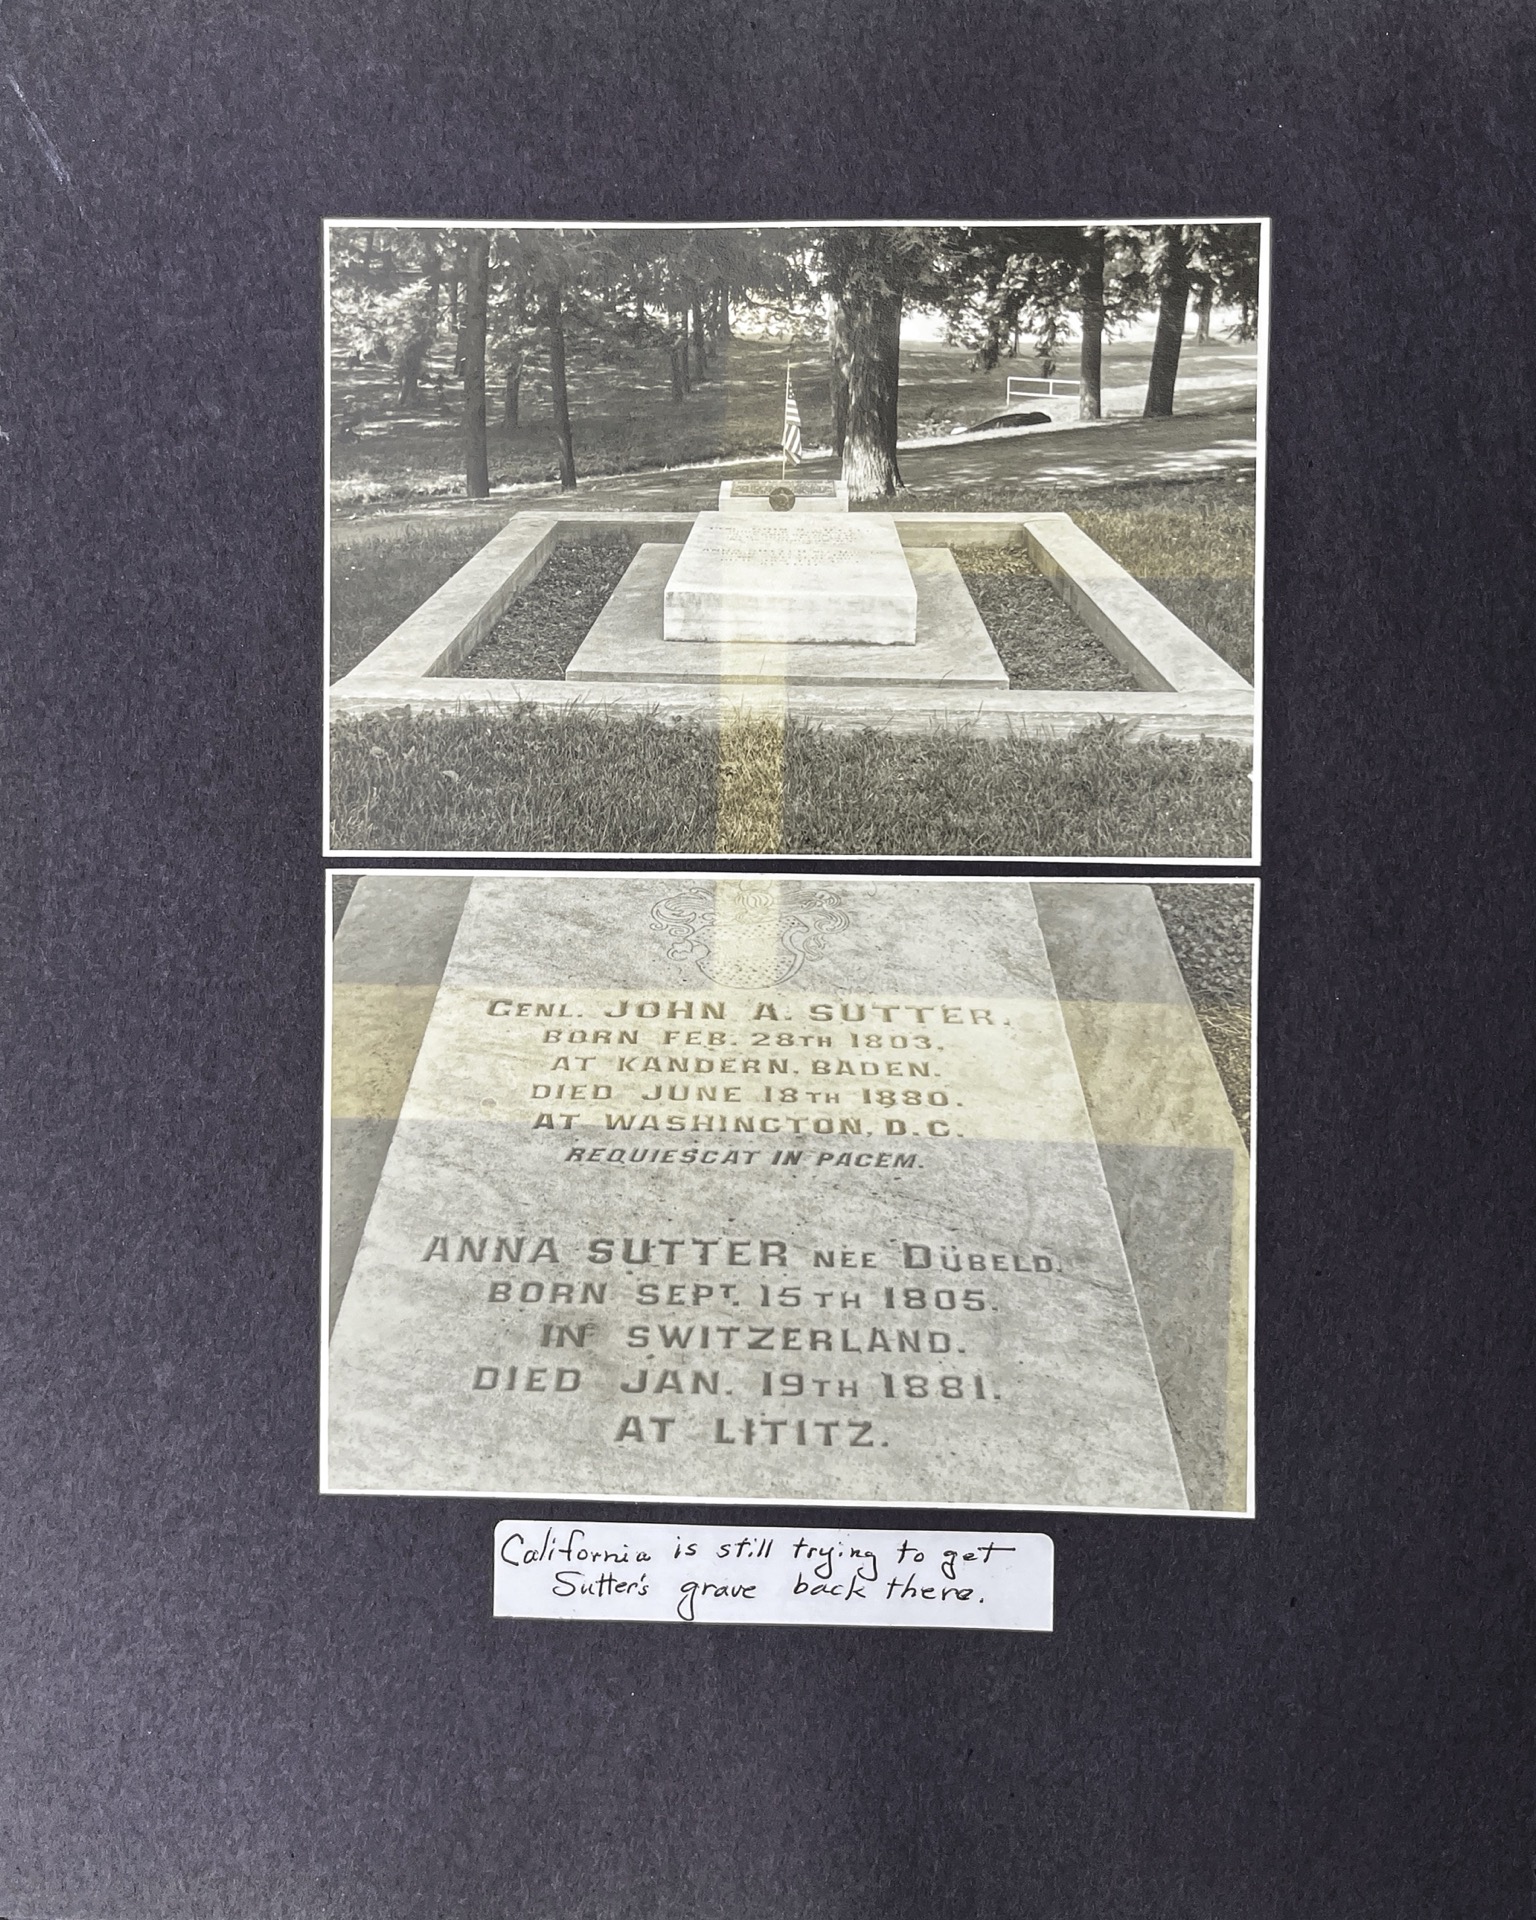 GENL. JOHN A. SUTTER.
BORN FEB. 28TH 1803.
AT KANDERN, BADEN.
DIED JUNE 18TH 1880.
AT WASHINGTON, D.C.
REQUIESCAT IN PACEM.
ANNA SUTTER NÉE DÜBELD.
BORN SEPT. 15TH 1805.
IN SWITZERLAND.
DIED JAN. 19TH 1881.
AT LITITZ.
California is still trying to get
Sutter's grave back there.